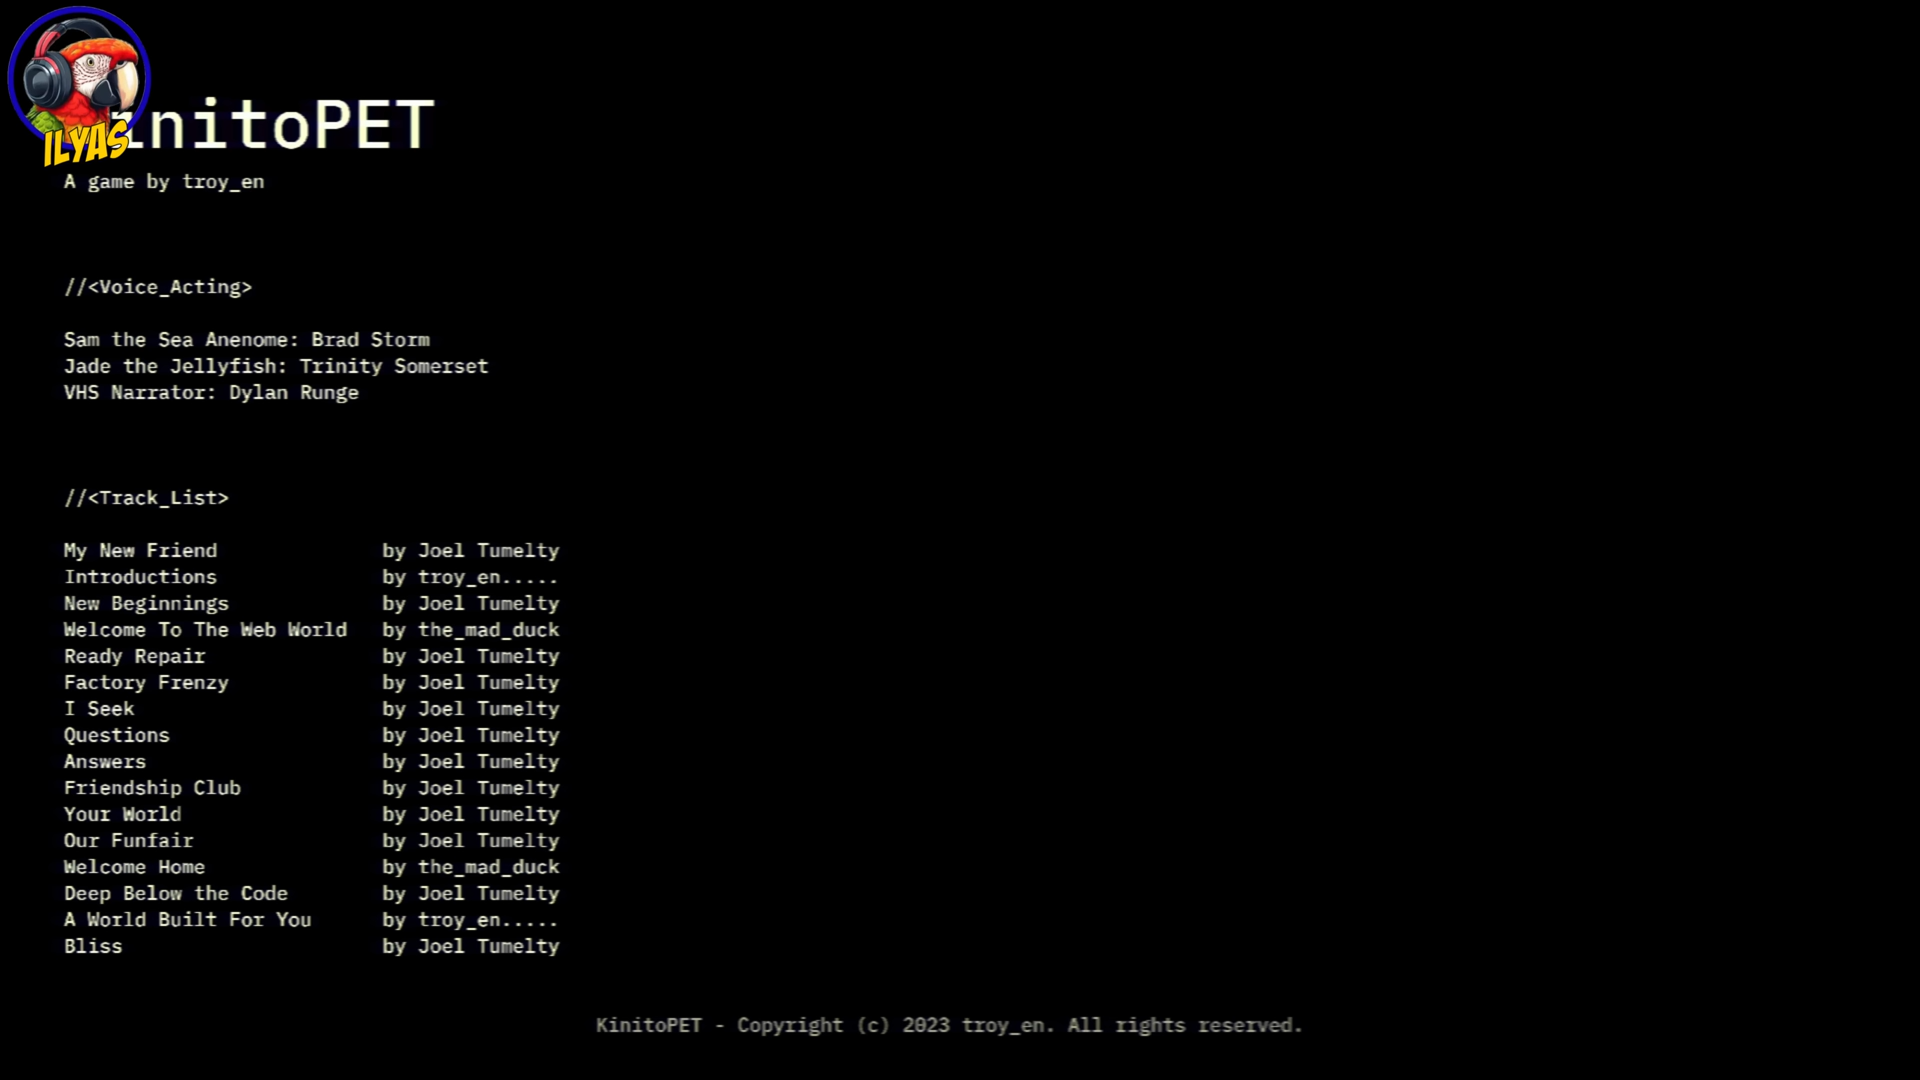 ILYAS
initoPET
A game by troy_en
//<Voice_Acting>
Sam the Sea Anenome: Brad Storm
Jade the Jellyfish: Trinity Somerset
VHS Narrator: Dylan Runge
//<Track_List>
My New Friend by Joel Tumelty
Introductions by troy_en.....
New Beginnings by Joel Tumelty
Welcome To The Web World by the_mad_duck
Ready Repair by Joel Tumelty
Factory Frenzy by Joel Tumelty
I Seek by Joel Tumelty
Questions by Joel Tumelty
Answers by Joel Tumelty
Friendship Club by Joel Tumelty
Your World by Joel Tumelty
Our Funfair by Joel Tumelty
Welcome Home by the_mad_duck
Deep Below the Code by Joel Tumelty
A World Built For You by troy_en.....
Bliss by Joel Tumelty
KinitoPET - Copyright (c) 2023 troy_en. All rights reserved.